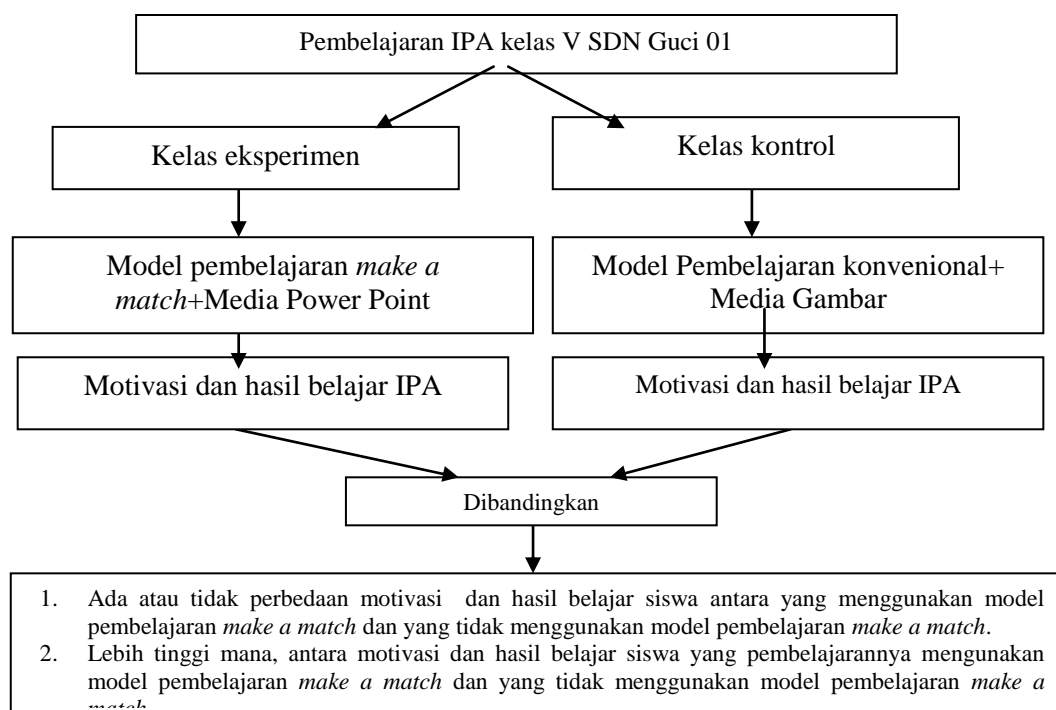 Pembelajaran IPA kelas V SDN Guci 01
Kelas eksperimen
Kelas kontrol
Model pembelajaran make a
match+Media Power Point
Model Pembelajaran konvenional+
Media Gambar
Motivasi dan hasil belajar IPA
Motivasi dan hasil belajar IPA
Dibandingkan
1. Ada atau tidak perbedaan motivasi dan hasil belajar siswa antara yang menggunakan model
pembelajaran make a match dan yang tidak menggunakan model pembelajaran make a match.
2. Lebih tinggi mana, antara motivasi dan hasil belajar siswa yang pembelajarannya mengunakan
model pembelajaran make a match dan yang tidak menggunakan model pembelajaran make a
match